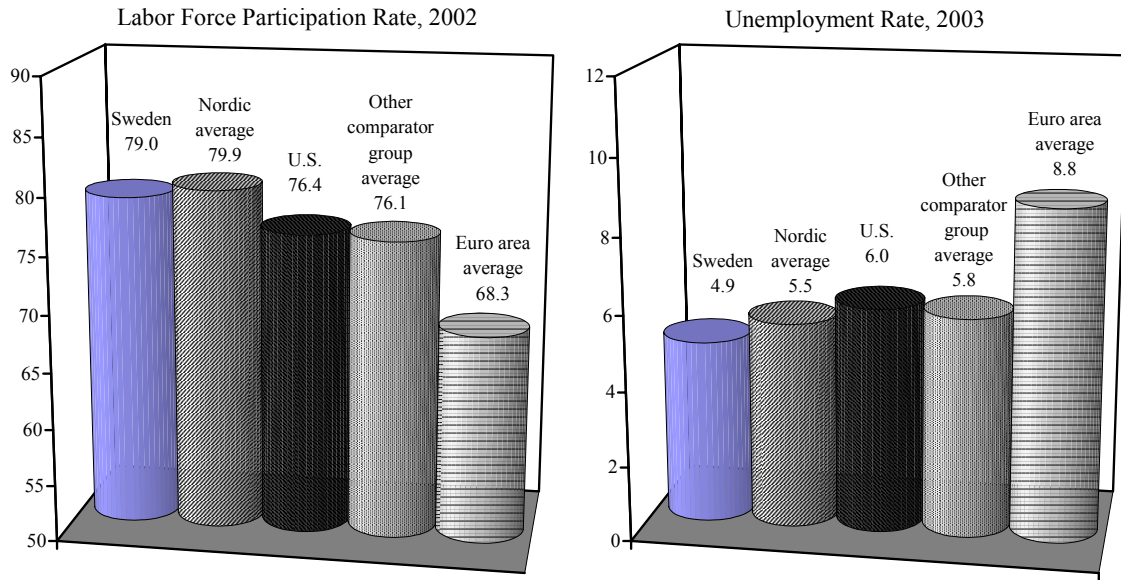 Labor Force Participation Rate, 2002
90
85
80
75
70
65
60
55
50
Sweden
79.0
Nordic
average
79.9
U.S.
76.4
Other
comparator
group
average
76.1
Euro area
average
68.3
Unemployment Rate, 2003
12
10
8
6
4
2
0
Sweden
4.9
Nordic
average
5.5
U.S.
6.0
Other
comparator
group
average
5.8
Euro area
average
8.8